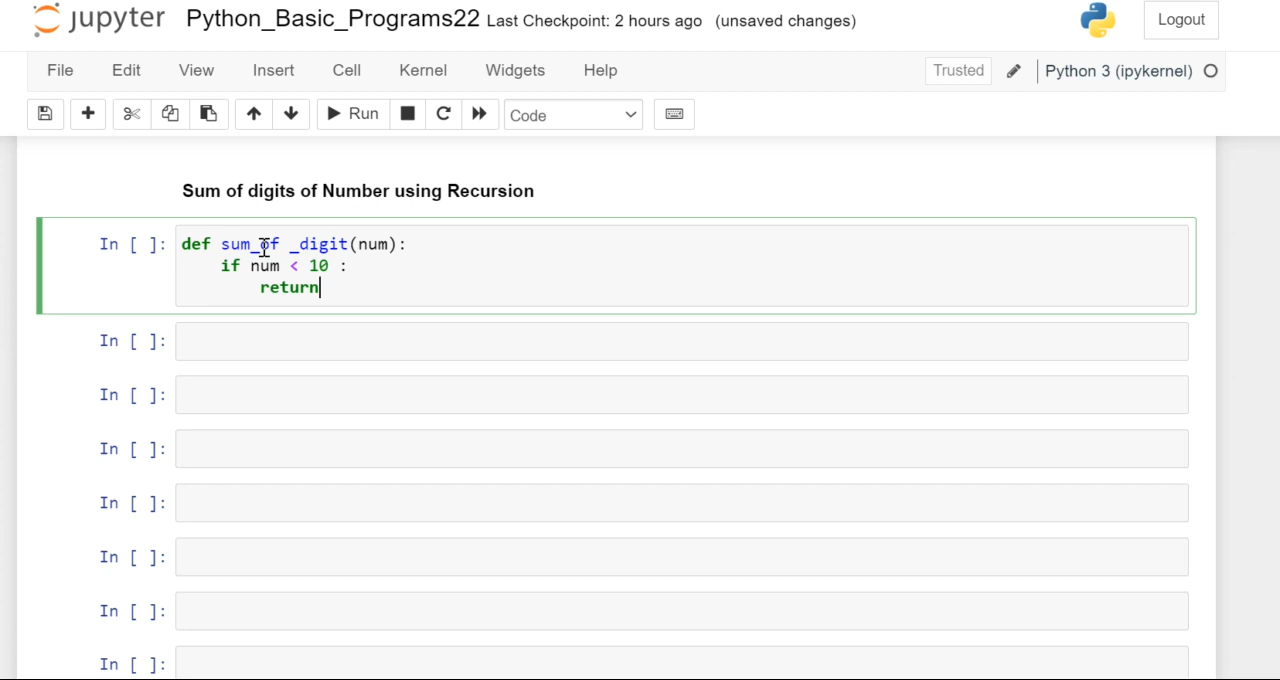 jupyter Python_Basic_Programs22 Last Checkpoint: 2 hours ago (unsaved changes) Logout
File Edit View Insert Cell Kernel Widgets Help Trusted Python 3 (ipykernel)
Run Code
Sum of digits of Number using Recursion
In [ ]: def sum_of _digit(num):
if num < 10 :
return
In [ ]:
In [ ]:
In [ ]:
In [ ]:
In [ ]:
In [ ]:
In [ ]: